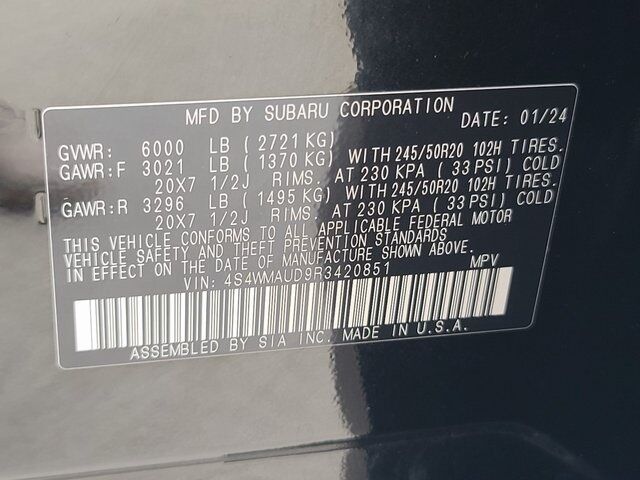 MFD BY SUBARU CORPORATION DATE: 01/24
GVWR: 6000 LB (2721 KG)
GAWR:F 3021 LB (1370 KG) WITH 245/50R20 102H TIRES.
20X7 1/2J RIMS. AT 230 KPA (33 PSI) COLD
GAWR:R 3296 LB (1495 KG) WITH 245/50R20 102H TIRES.
20X7 1/2J RIMS. AT 230 KPA (33 PSI) COLD
THIS VEHICLE CONFORMS TO ALL APPLICABLE FEDERAL MOTOR
VEHICLE SAFETY AND THEFT PREVENTION STANDARDS
IN EFFECT ON THE DATE OF MANUFACTURE SHOWN ABOVE.
VIN: 4S4WMAUD9R3420851 MPV
ASSEMBLED BY SIA INC. MADE IN U.S.A.